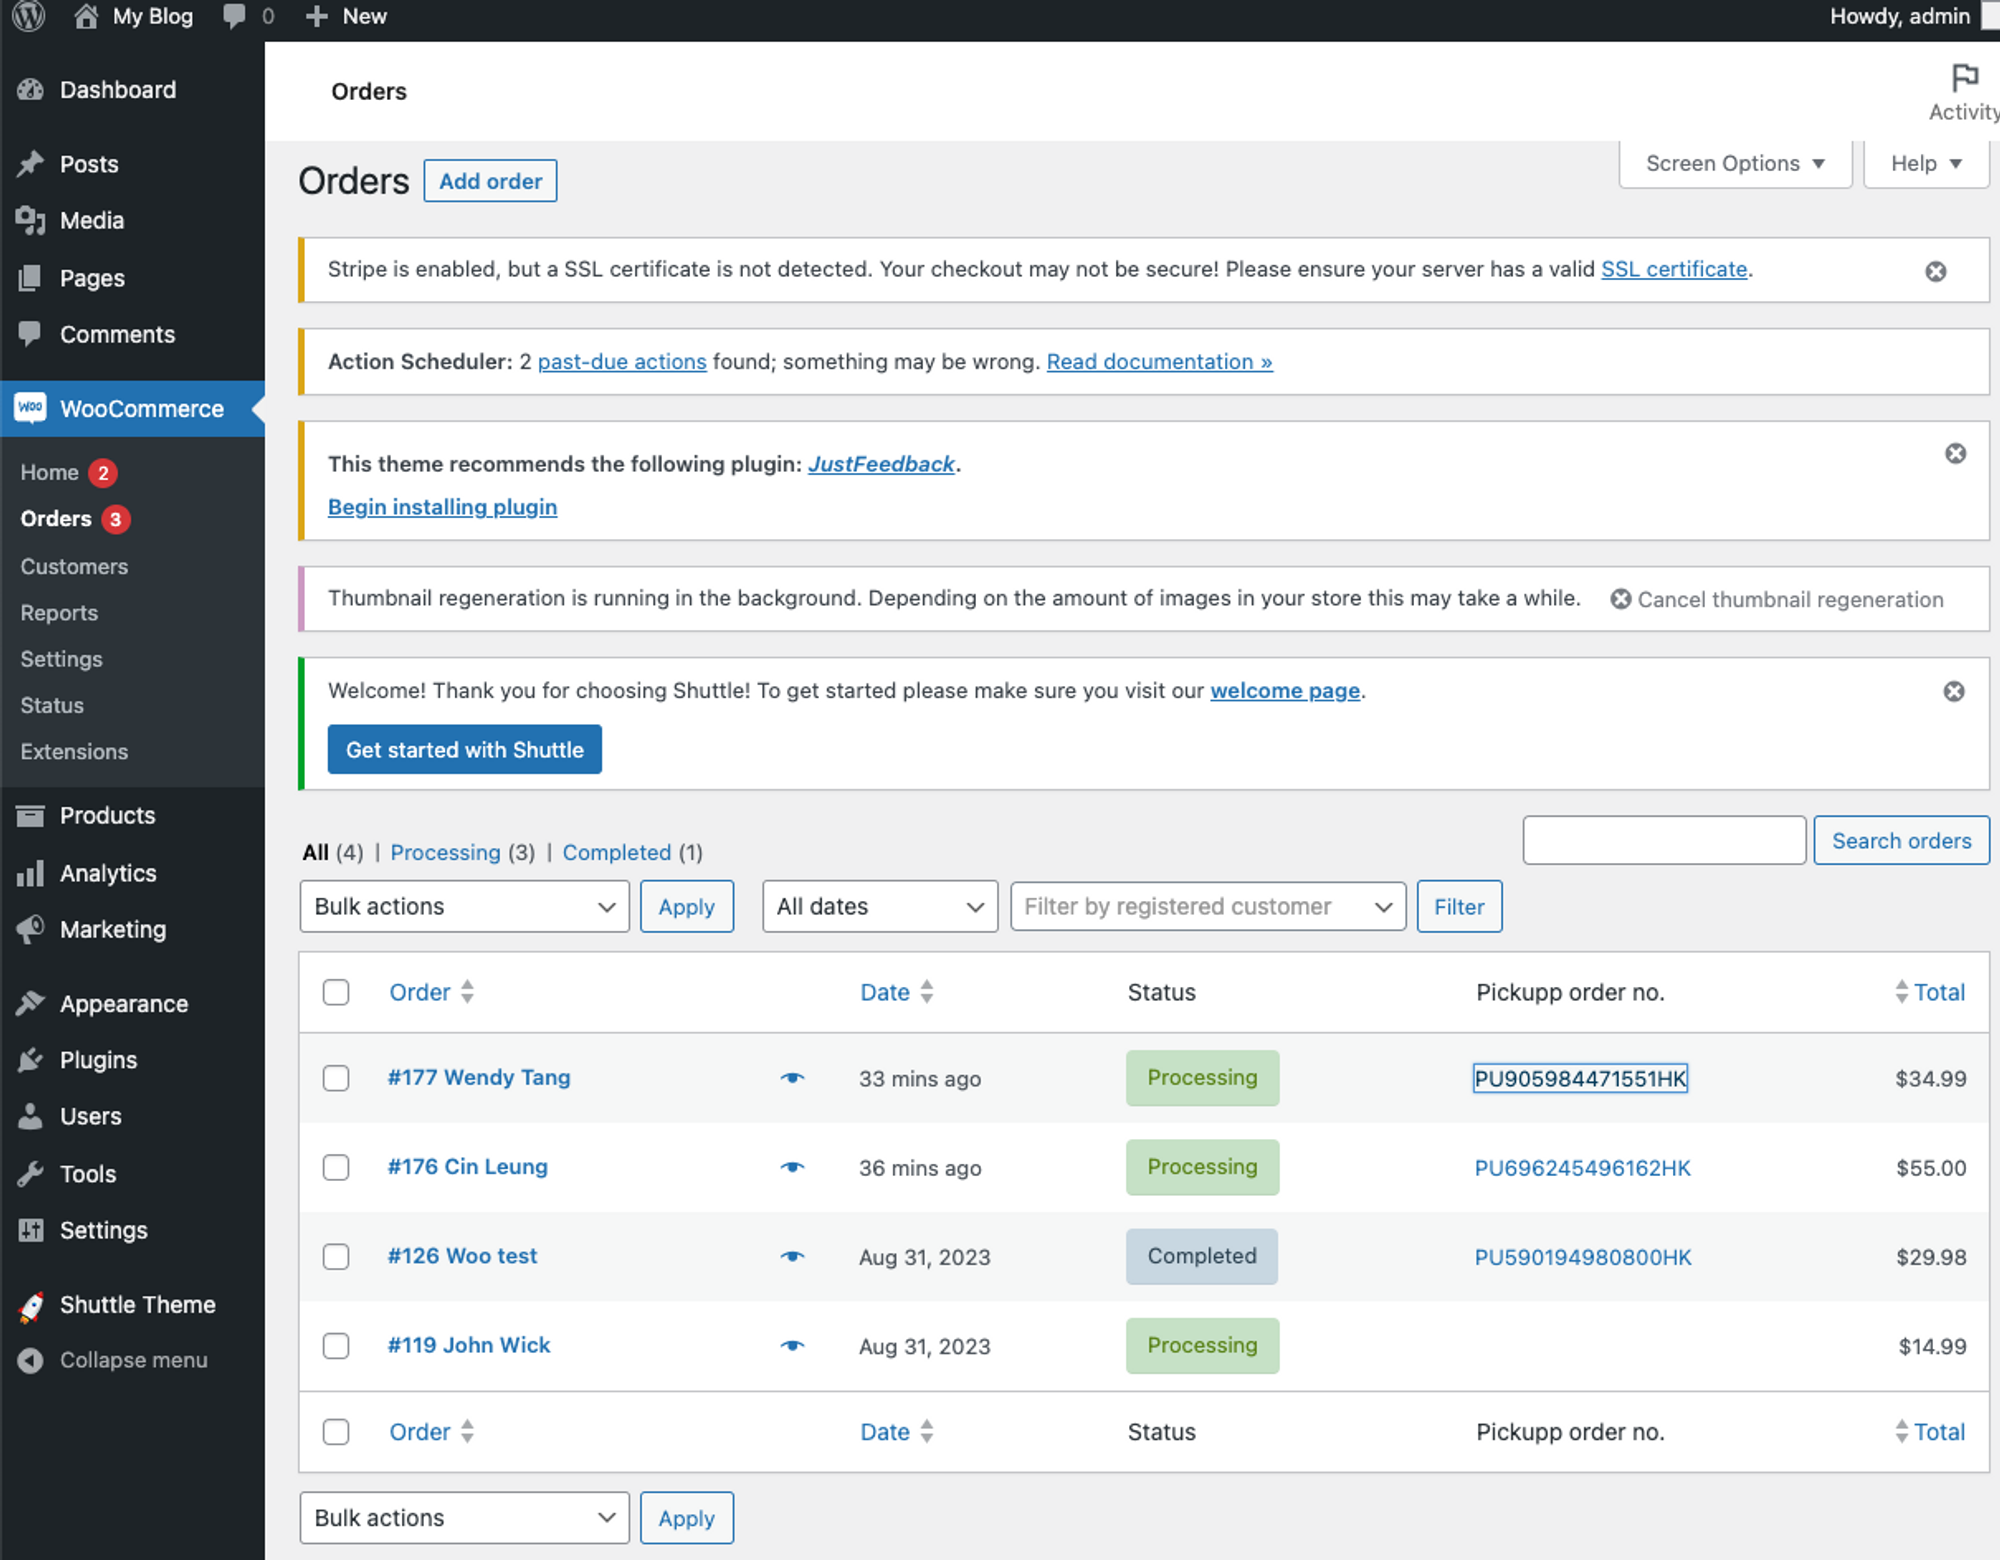 My Blog 0 New Howdy, admin
Dashboard
Posts
Media
Pages
Comments
Woo WooCommerce
Home 2
Orders 3
Customers
Reports
Settings
Status
Extensions
Products
Analytics
Marketing
Appearance
Plugins
Users
Tools
Settings
Shuttle Theme
Collapse menu
Orders
Activity
Orders Add order Screen Options Help
Stripe is enabled, but a SSL certificate is not detected. Your checkout may not be secure! Please ensure your server has a valid SSL certificate.
Action Scheduler: 2 past-due actions found; something may be wrong. Read documentation »
This theme recommends the following plugin: JustFeedback.
Begin installing plugin
Thumbnail regeneration is running in the background. Depending on the amount of images in your store this may take a while. Cancel thumbnail regeneration
Welcome! Thank you for choosing Shuttle! To get started please make sure you visit our welcome page.
Get started with Shuttle
All (4) | Processing (3) | Completed (1) Search orders
Bulk actions Apply All dates Filter by registered customer Filter
Order Date Status Pickupp order no. Total
#177 Wendy Tang 33 mins ago Processing PU905984471551HK $34.99
#176 Cin Leung 36 mins ago Processing PU696245496162HK $55.00
#126 Woo test Aug 31, 2023 Completed PU590194980800HK $29.98
#119 John Wick Aug 31, 2023 Processing $14.99
Order Date Status Pickupp order no. Total
Bulk actions Apply